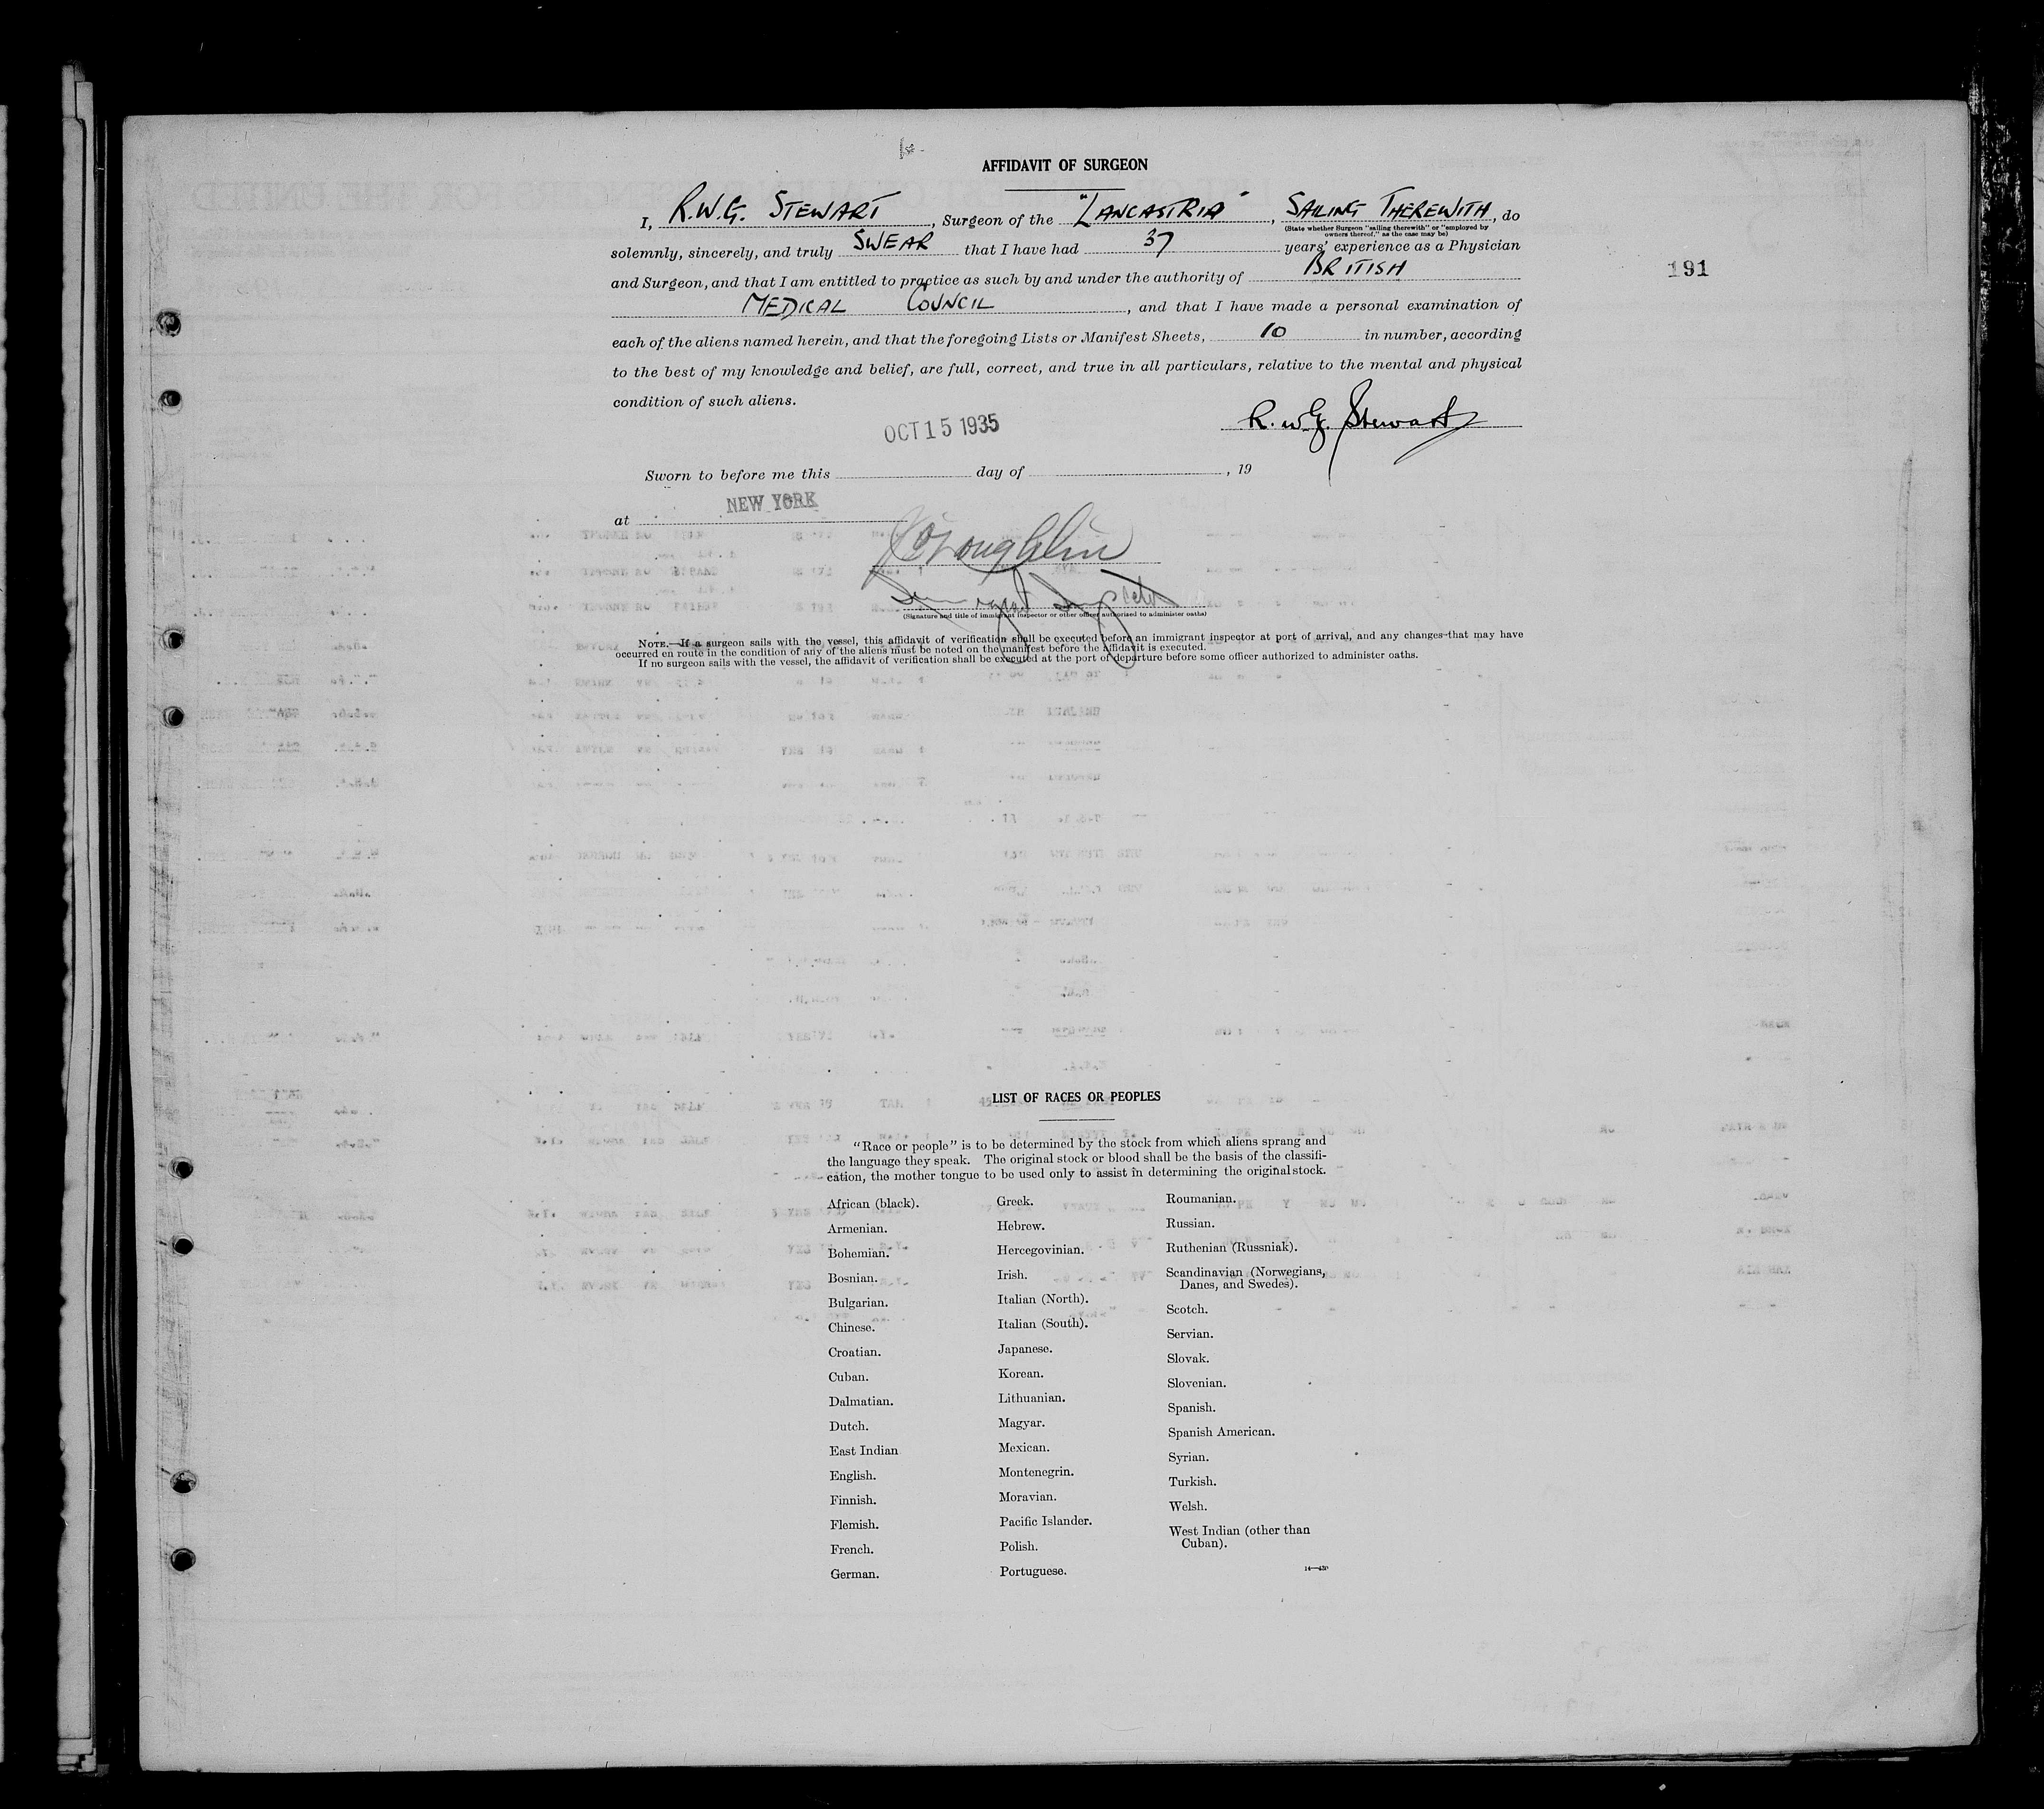 AFFIDAVIT OF SURGEON
I, R.W.G. STEWART, Surgeon of the "LANCASTRIA", SAILING THEREWITH, do
(State whether Surgeon "sailing therewith" or "employed by
owners thereof," as the case may be)
solemnly, sincerely, and truly SWEAR that I have had 37 years' experience as a Physician
and Surgeon, and that I am entitled to practice as such by and under the authority of BRITISH
191
MEDICAL COUNCIL, and that I have made a personal examination of
each of the aliens named herein, and that the foregoing Lists or Manifest Sheets, 10 in number, according
to the best of my knowledge and belief, are full, correct, and true in all particulars, relative to the mental and physical
condition of such aliens.
R. W. G. Stewart
OCT 15 1935
Sworn to before me this day of , 19
NEW YORK
at
(Signature and title of immigrant inspector or other officer authorized to administer oaths)
NOTE.—If a surgeon sails with the vessel, this affidavit of verification shall be executed before an immigrant inspector at port of arrival, and any changes that may have
occurred en route in the condition of any of the aliens must be noted on the manifest before the affidavit is executed.
If no surgeon sails with the vessel, the affidavit of verification shall be executed at the port of departure before some officer authorized to administer oaths.
LIST OF RACES OR PEOPLES
"Race or people" is to be determined by the stock from which aliens sprang and
the language they speak. The original stock or blood shall be the basis of the classifi-
cation, the mother tongue to be used only to assist in determining the original stock.
African (black).
Armenian.
Bohemian.
Bosnian.
Bulgarian.
Chinese.
Croatian.
Cuban.
Dalmatian.
Dutch.
East Indian
English.
Finnish.
Flemish.
French.
German.
Greek.
Hebrew.
Hercegovinian.
Irish.
Italian (North).
Italian (South).
Japanese.
Korean.
Lithuanian.
Magyar.
Mexican.
Montenegrin.
Moravian.
Pacific Islander.
Polish.
Portuguese.
Roumanian.
Russian.
Ruthenian (Russniak).
Scandinavian (Norwegians,
Danes, and Swedes).
Scotch.
Servian.
Slovak.
Slovenian.
Spanish.
Spanish American.
Syrian.
Turkish.
Welsh.
West Indian (other than
Cuban).